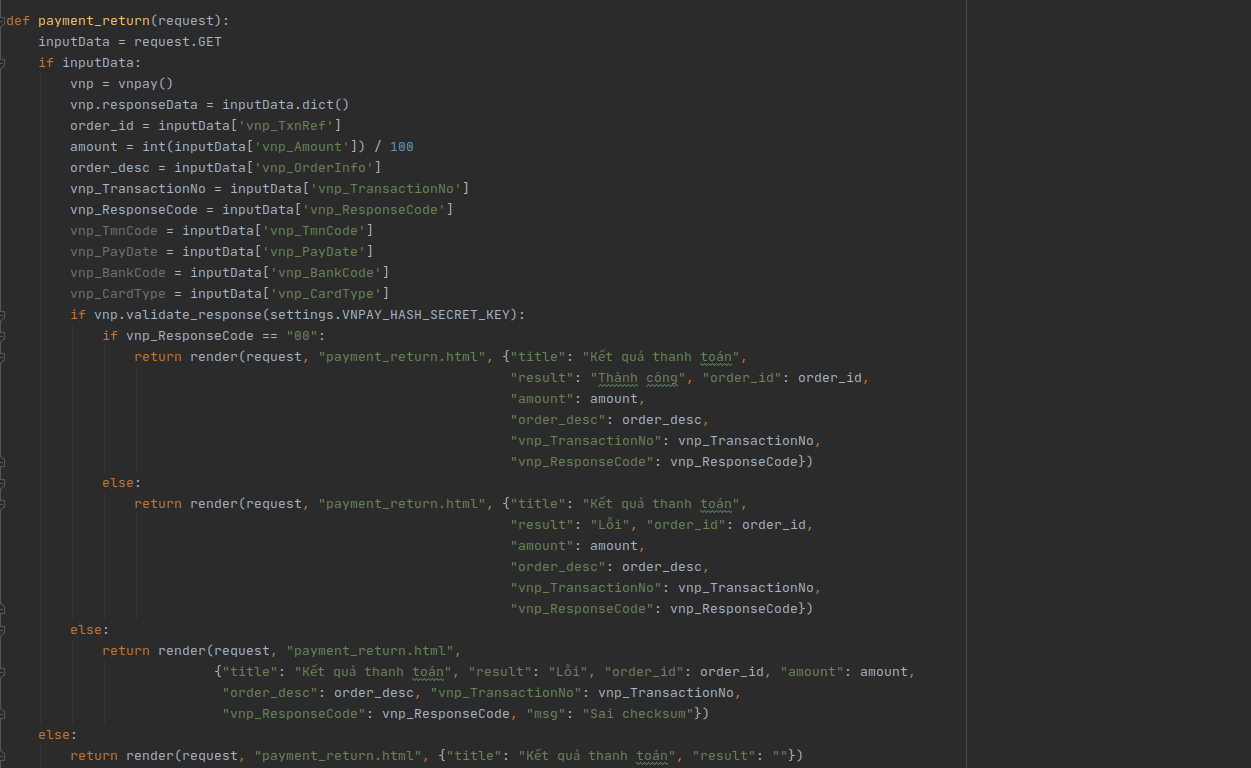 def payment_return(request):
    inputData = request.GET
    if inputData:
        vnp = vnpay()
        vnp.responseData = inputData.dict()
        order_id = inputData['vnp_TxnRef']
        amount = int(inputData['vnp_Amount']) / 100
        order_desc = inputData['vnp_OrderInfo']
        vnp_TransactionNo = inputData['vnp_TransactionNo']
        vnp_ResponseCode = inputData['vnp_ResponseCode']
        vnp_TmnCode = inputData['vnp_TmnCode']
        vnp_PayDate = inputData['vnp_PayDate']
        vnp_BankCode = inputData['vnp_BankCode']
        vnp_CardType = inputData['vnp_CardType']
        if vnp.validate_response(settings.VNPAY_HASH_SECRET_KEY):
            if vnp_ResponseCode == "00":
                return render(request, "payment_return.html", {"title": "Kết quả thanh toán",
                                                               "result": "Thành công", "order_id": order_id,
                                                               "amount": amount,
                                                               "order_desc": order_desc,
                                                               "vnp_TransactionNo": vnp_TransactionNo,
                                                               "vnp_ResponseCode": vnp_ResponseCode})
            else:
                return render(request, "payment_return.html", {"title": "Kết quả thanh toán",
                                                               "result": "Lỗi", "order_id": order_id,
                                                               "amount": amount,
                                                               "order_desc": order_desc,
                                                               "vnp_TransactionNo": vnp_TransactionNo,
                                                               "vnp_ResponseCode": vnp_ResponseCode})
        else:
            return render(request, "payment_return.html",
                          {"title": "Kết quả thanh toán", "result": "Lỗi", "order_id": order_id, "amount": amount,
                           "order_desc": order_desc, "vnp_TransactionNo": vnp_TransactionNo,
                           "vnp_ResponseCode": vnp_ResponseCode, "msg": "Sai checksum"})
    else:
        return render(request, "payment_return.html", {"title": "Kết quả thanh toán", "result": ""})